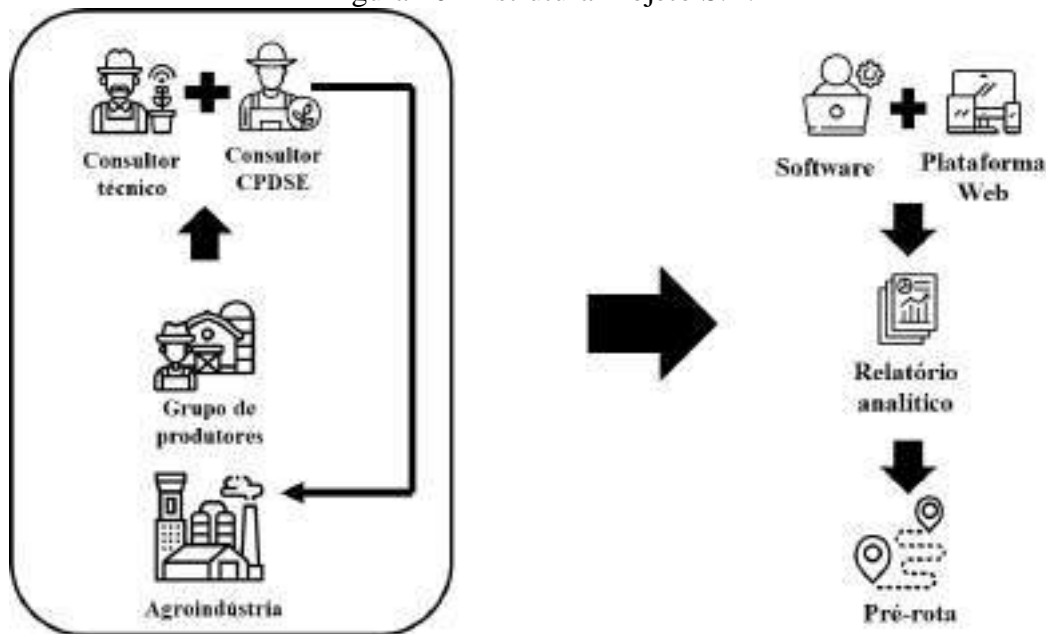 Consultor
técnico
Consultor
CPDSE
Grupo de
produtores
Agroindústria
Software
Plataforma
Web
Relatório
analítico
Pré-rota